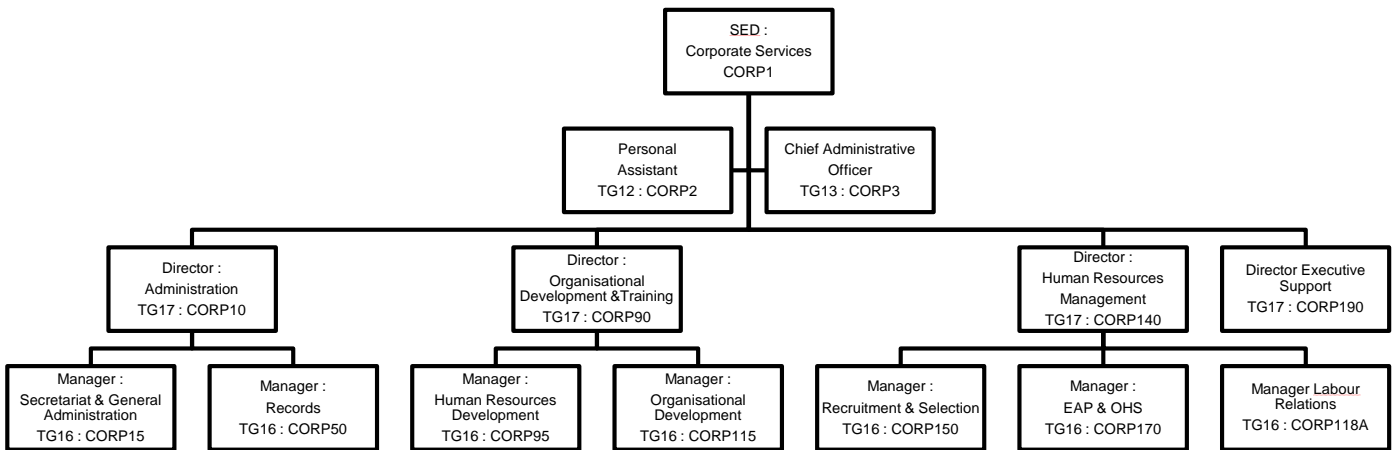 SED :
Corporate Services
CORP1
Personal
Assistant
TG12 : CORP2
Chief Administrative
Officer
TG13 : CORP3
Director :
Administration
TG17 : CORP10
Director :
Organisational
Development &Training
TG17 : CORP90
Director :
Human Resources
Management
TG17 : CORP140
Director Executive
Support
TG17 : CORP190
Manager :
Secretariat & General
Administration
TG16 : CORP15
Manager :
Records
TG16 : CORP50
Manager :
Human Resources
Development
TG16 : CORP95
Manager :
Organisational
Development
TG16 : CORP115
Manager :
Recruitment & Selection
TG16 : CORP150
Manager :
EAP & OHS
TG16 : CORP170
Manager Labour
Relations
TG16 : CORP118A